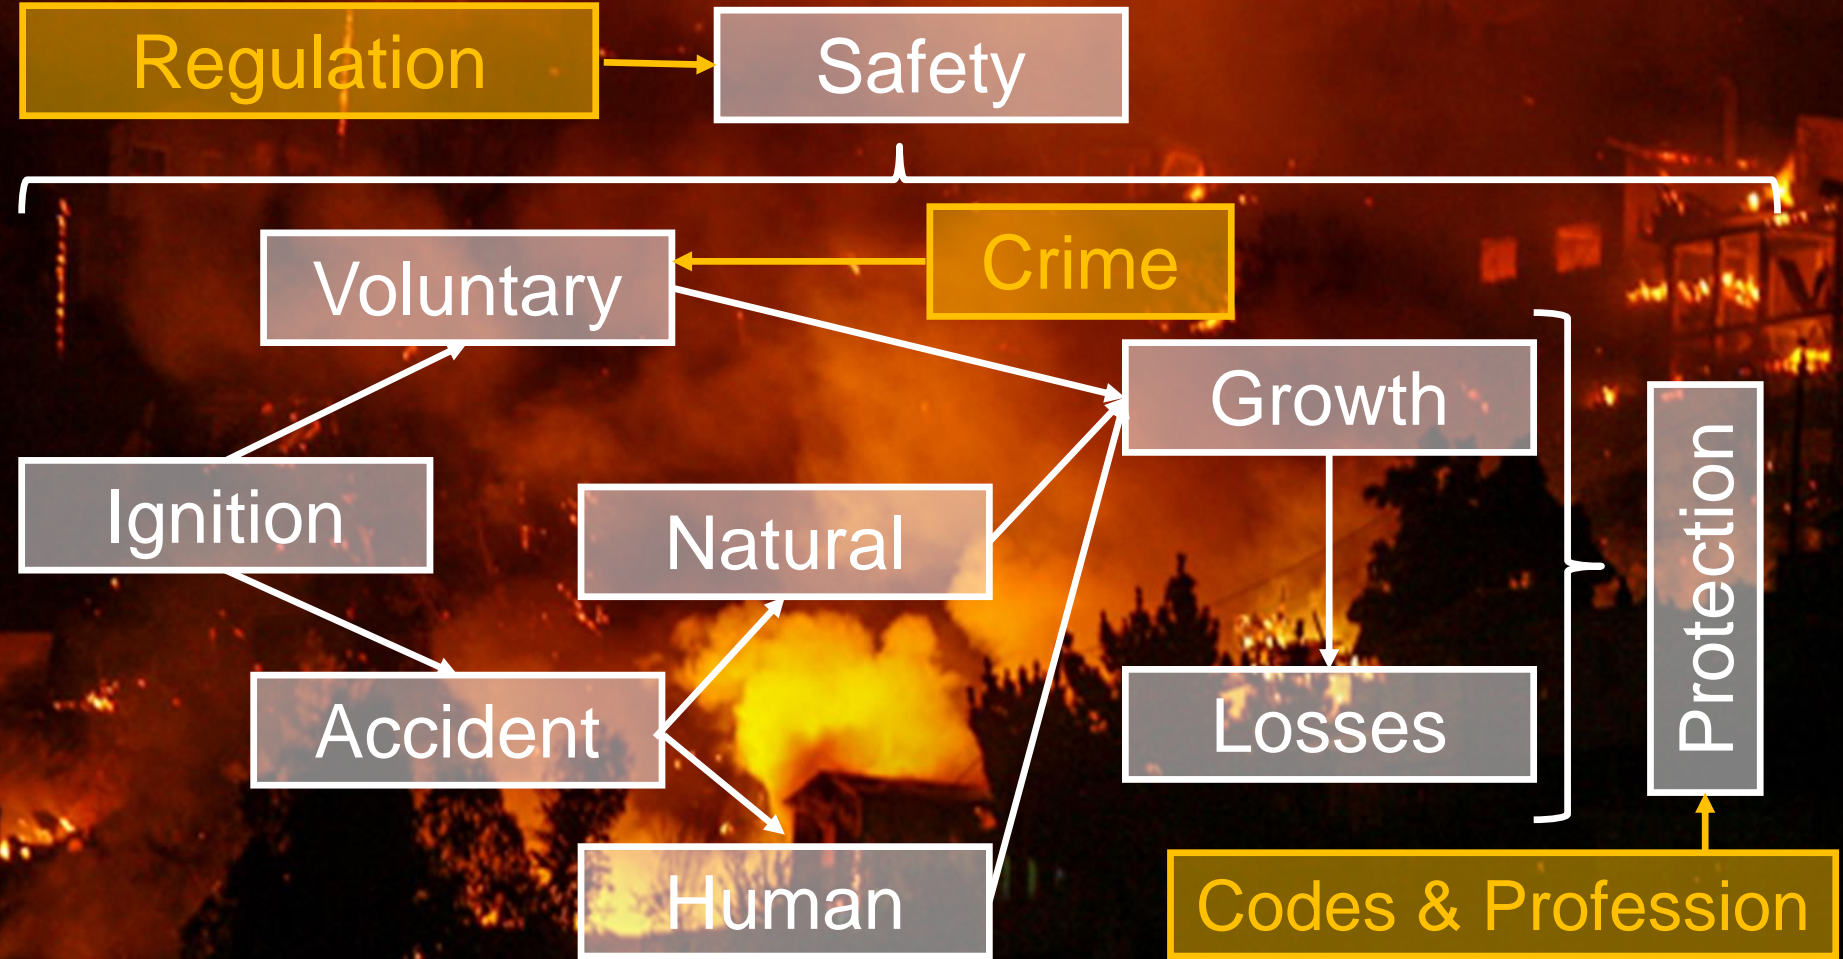 Regulation
Safety
Crime
Voluntary
Growth
Ignition
Natural
Protection
Accident
Losses
Human
Codes & Profession